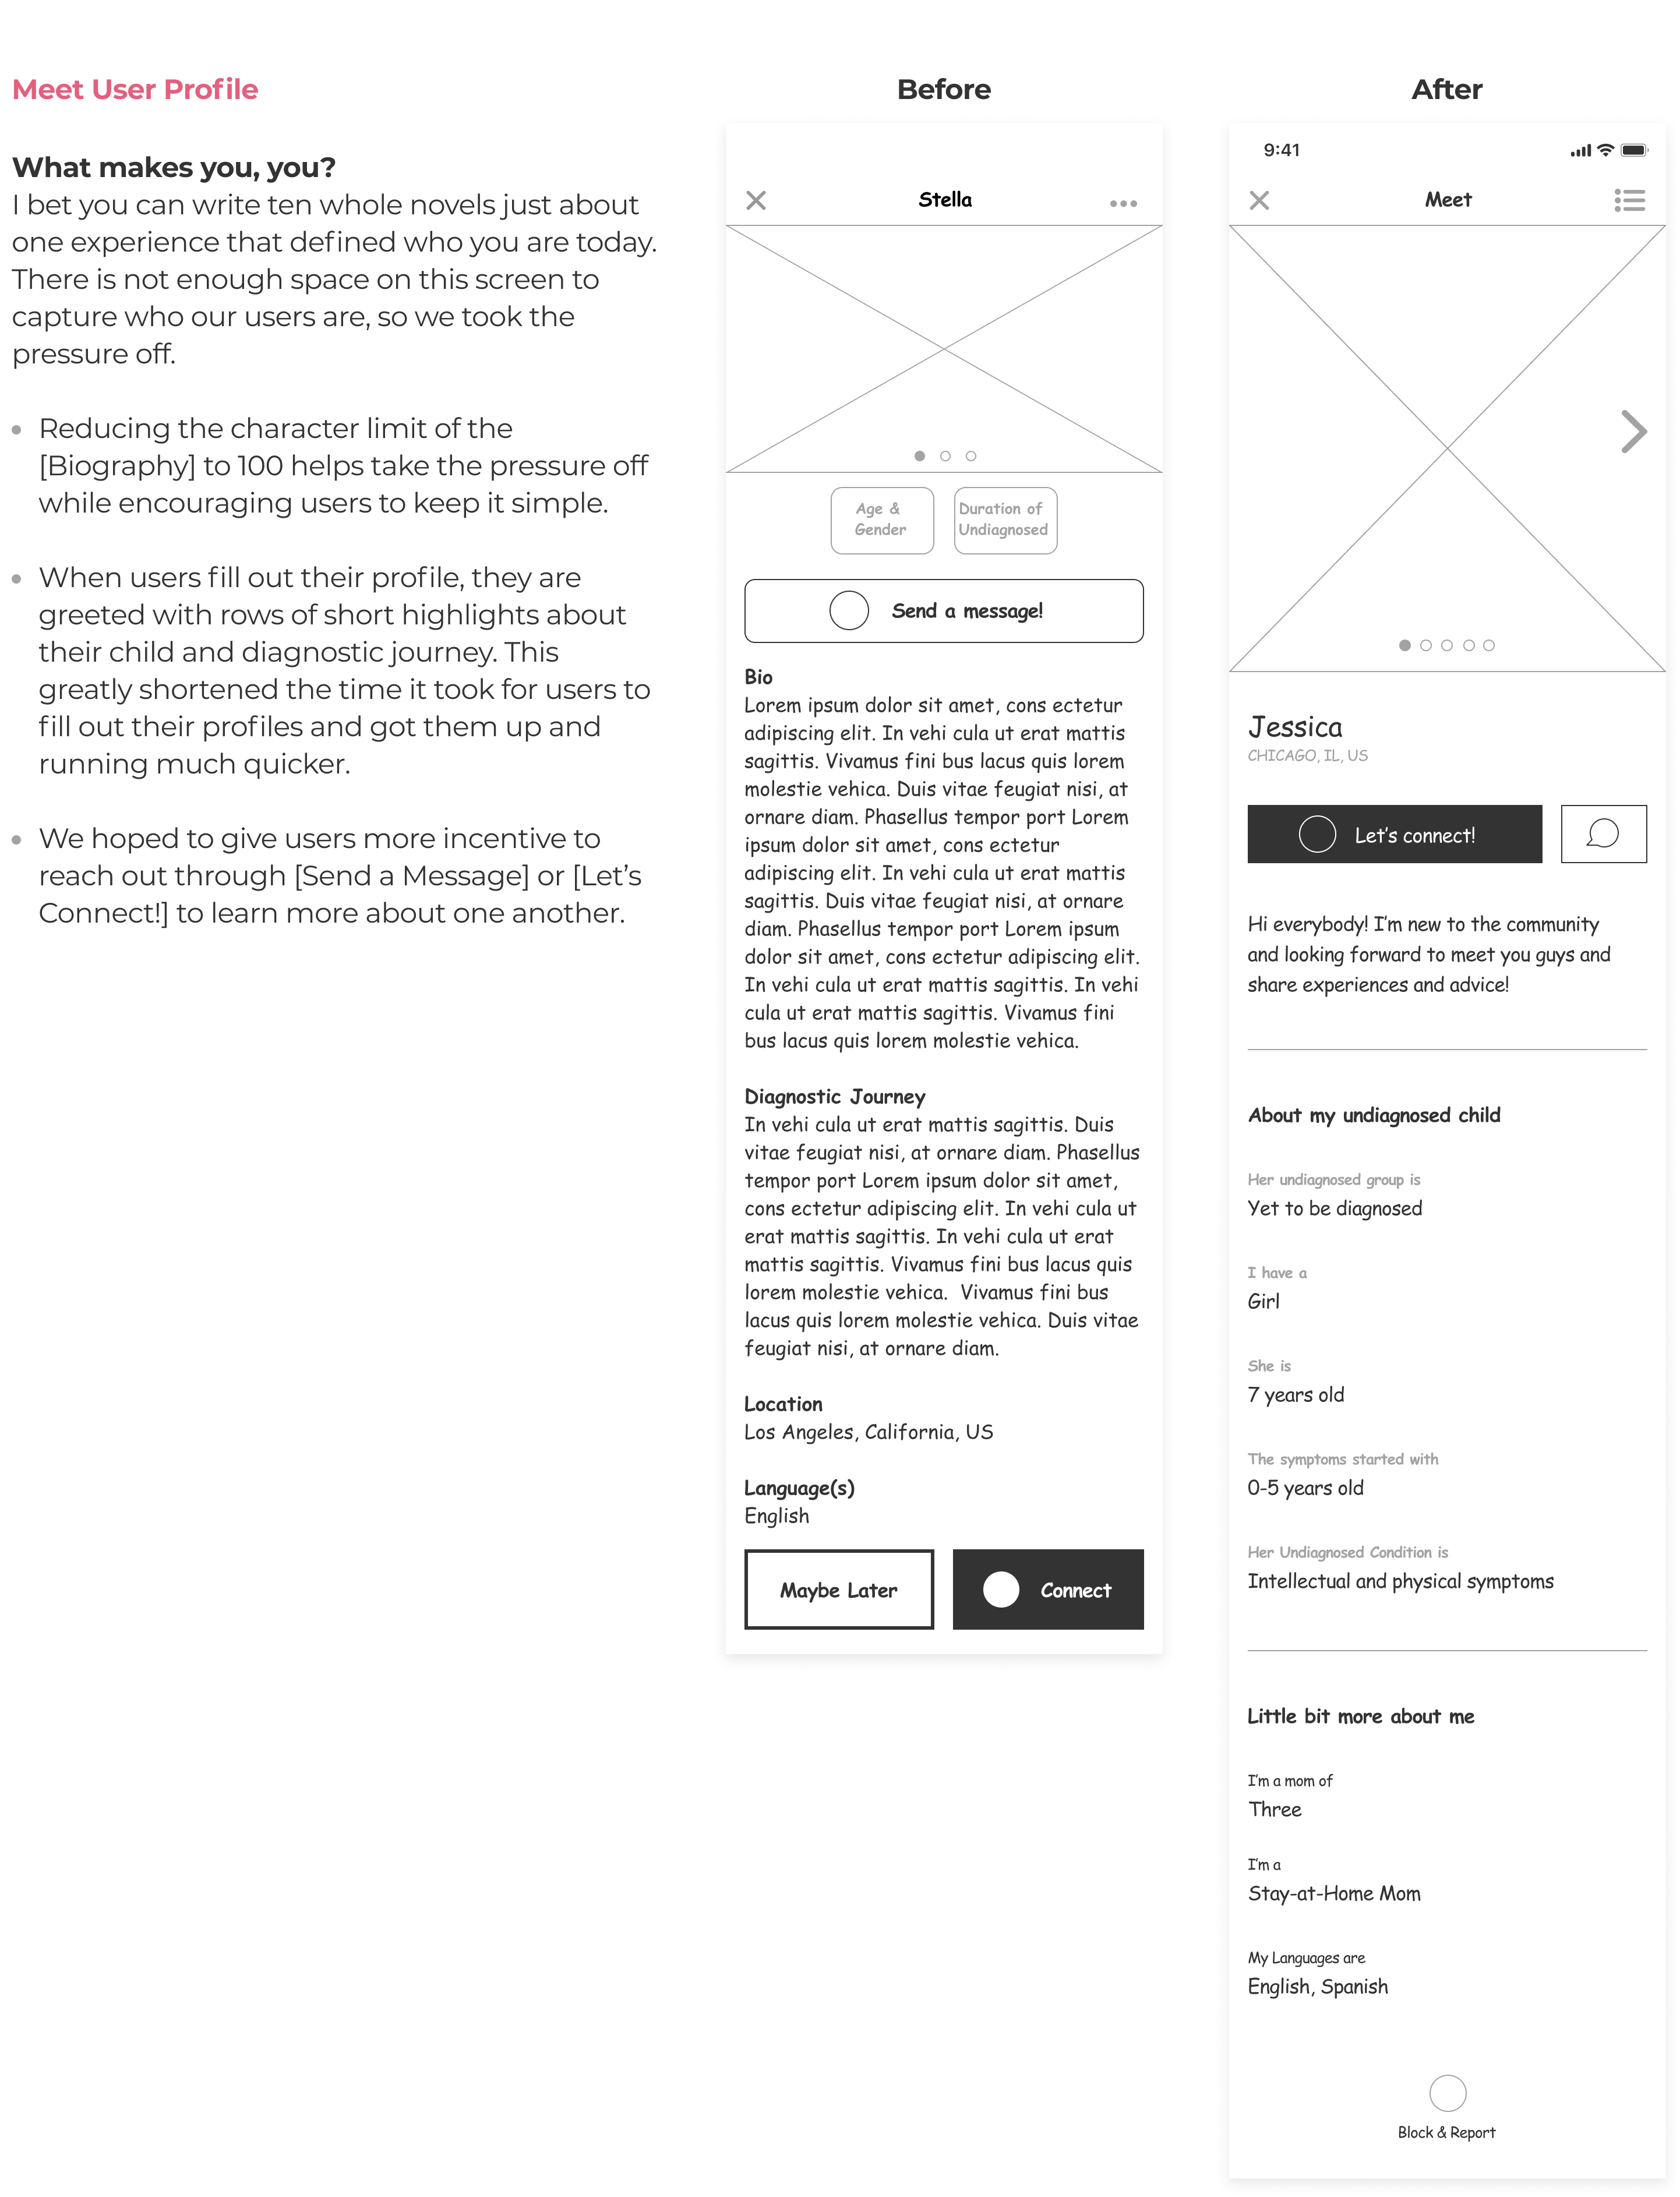 Meet User Profile
What makes you, you?
I bet you can write ten whole novels just about
one experience that defined who you are today.
There is not enough space on this screen to
capture who our users are, so we took the
pressure off.
Reducing the character limit of the
[Biography] to 100 helps take the pressure off
while encouraging users to keep it simple.
When users fill out their profile, they are
greeted with rows of short highlights about
their child and diagnostic journey. This
greatly shortened the time it took for users to
fill out their profiles and got them up and
running much quicker.
We hoped to give users more incentive to
reach out through [Send a Message] or [Let's
Connect!] to learn more about one another.
Before
Stella
Age &
Gender
Duration of
Undiagnosed
Send a message!
Bio
Lorem ipsum dolor sit amet, cons ectetur
adipiscing elit. In vehi cula ut erat mattis
sagittis. Vivamus fini bus lacus quis lorem
molestie vehica. Duis vitae feugiat nisi, at
ornare diam. Phasellus tempor port Lorem
ipsum dolor sit amet, cons ectetur
adipiscing elit. In vehi cula ut erat mattis
sagittis. Duis vitae feugiat nisi, at ornare
diam. Phasellus tempor port Lorem ipsum
dolor sit amet, cons ectetur adipiscing elit.
In vehi cula ut erat mattis sagittis. In vehi
cula ut erat mattis sagittis. Vivamus fini
bus lacus quis lorem molestie vehica.
Diagnostic Journey
In vehi cula ut erat mattis sagittis. Duis
vitae feugiat nisi, at ornare diam. Phasellus
tempor port Lorem ipsum dolor sit amet,
cons ectetur adipiscing elit. In vehi cula ut
erat mattis sagittis. In vehi cula ut erat
mattis sagittis. Vivamus fini bus lacus quis
lorem molestie vehica.  Vivamus fini bus
lacus quis lorem molestie vehica. Duis vitae
feugiat nisi, at ornare diam.
Location
Los Angeles, California, US
Language(s)
English
Maybe Later
Connect
After
9:41
Meet
Jessica
CHICAGO, IL, US
Let's connect!
Hi everybody! I'm new to the community
and looking forward to meet you guys and
share experiences and advice!
About my undiagnosed child
Her undiagnosed group is
Yet to be diagnosed
I have a
Girl
She is
7 years old
The symptoms started with
0-5 years old
Her Undiagnosed Condition is
Intellectual and physical symptoms
Little bit more about me
I'm a mom of
Three
I'm a
Stay-at-Home Mom
My Languages are
English, Spanish
Block & Report